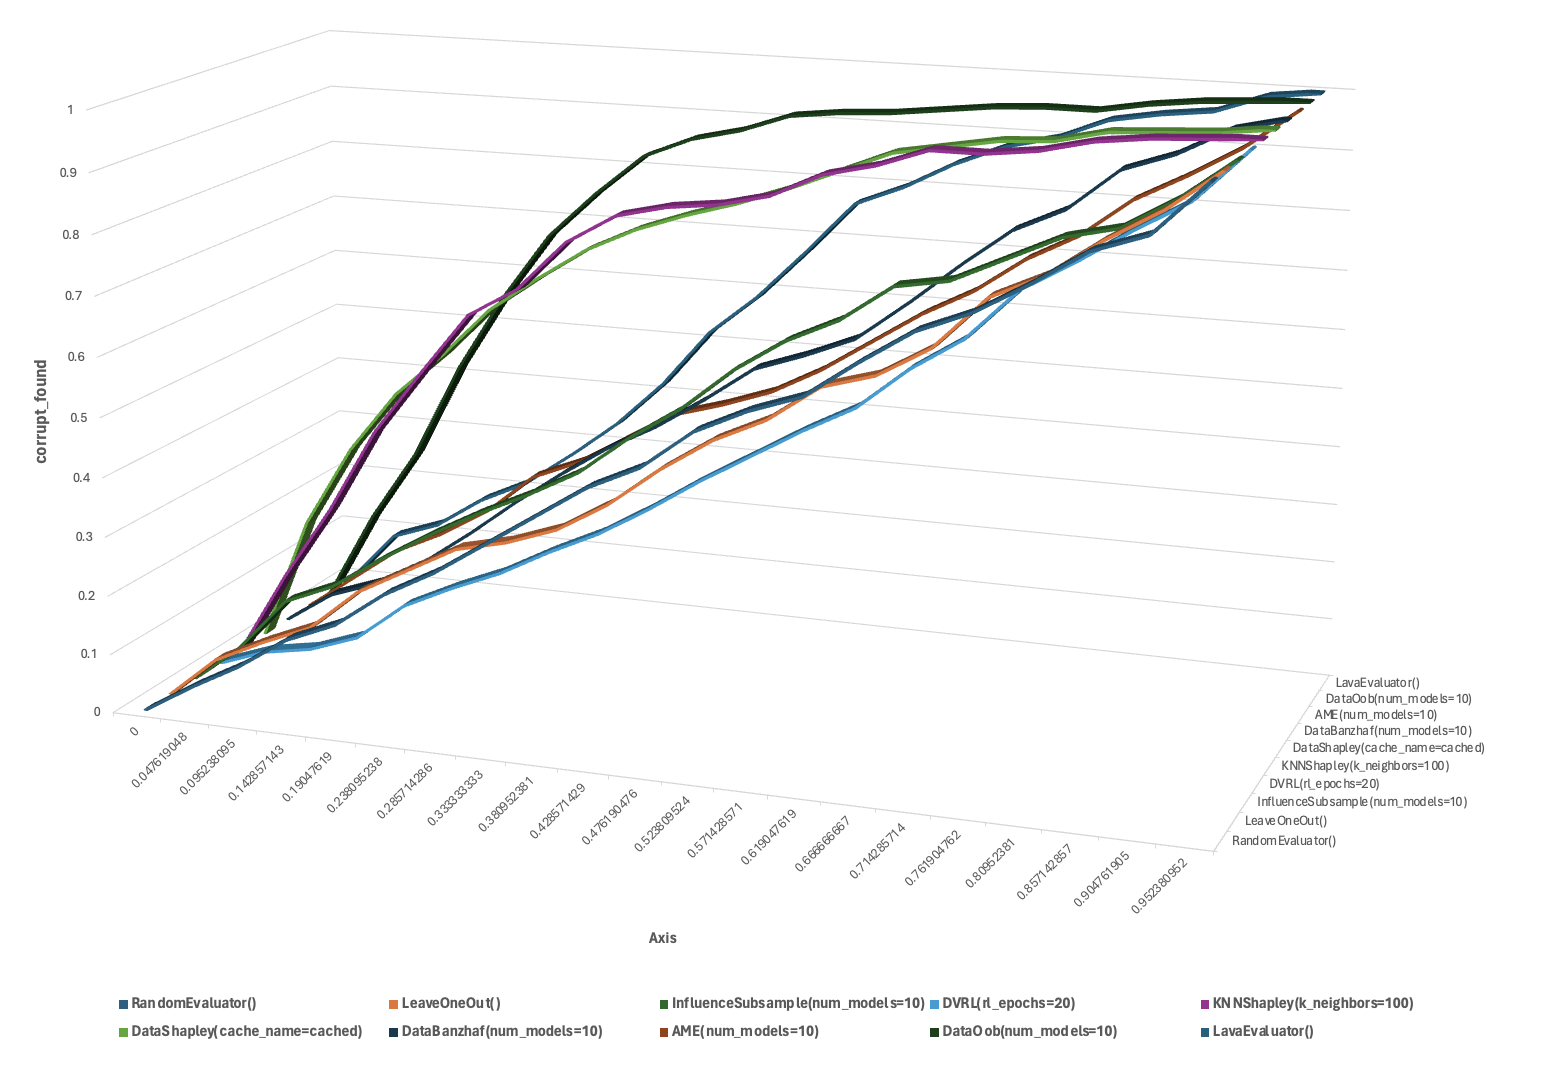 1
0.9
0.8
0.7
0.6
0.5
0.4
0.3
0.2
0.1
0
corrupt_found
0
0.047619048
0.095238095
0.142857143
0.19047619
0.238095238
0.285714286
0.333333333
0.380952381
0.428571429
0.476190476
0.523809524
0.571428571
0.619047619
0.666666667
0.714285714
0.761904762
0.80952381
0.857142857
0.904761905
0.952380952
LavaEvaluator()
DataOob(num_models=10)
AME(num_models=10)
DataBanzhaf(num_models=10)
DataShapley(cache_name=cached)
KNNShapley(k_neighbors=100)
DVRL(rl_epochs=20)
InfluenceSubsample(num_models=10)
LeaveOneOut()
RandomEvaluator()
Axis
RandomEvaluator() LeaveOneOut() InfluenceSubsample(num_models=10) DVRL(rl_epochs=20) KNNShapley(k_neighbors=100)
DataShapley(cache_name=cached) DataBanzhaf(num_models=10) AME(num_models=10) DataOob(num_models=10) LavaEvaluator()